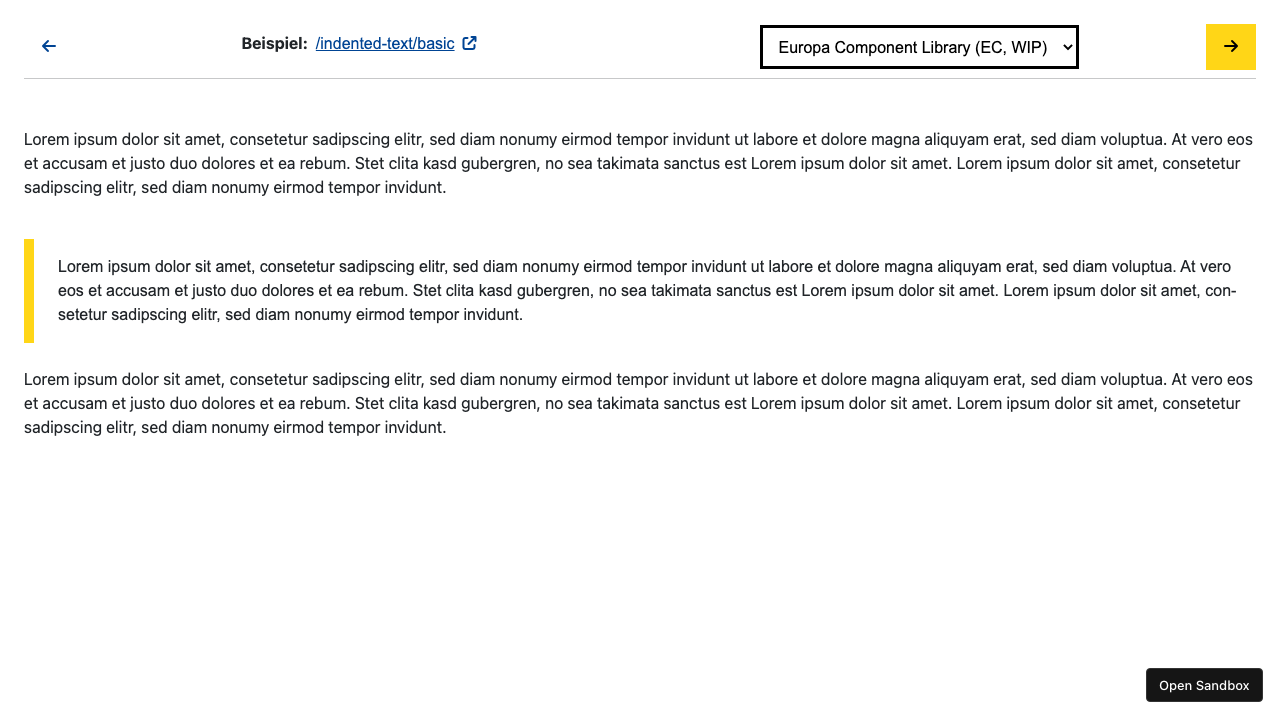 Beispiel: /indented-text/basic
Europa Component Library (EC, WIP)
Lorem ipsum dolor sit amet, consetetur sadipscing elitr, sed diam nonumy eirmod tempor invidunt ut labore et dolore magna aliquyam erat, sed diam voluptua. At vero eos
et accusam et justo duo dolores et ea rebum. Stet clita kasd gubergren, no sea takimata sanctus est Lorem ipsum dolor sit amet. Lorem ipsum dolor sit amet, consetetur
sadipscing elitr, sed diam nonumy eirmod tempor invidunt.
Lorem ipsum dolor sit amet, consetetur sadipscing elitr, sed diam nonumy eirmod tempor invidunt ut labore et dolore magna aliquyam erat, sed diam voluptua. At vero
eos et accusam et justo duo dolores et ea rebum. Stet clita kasd gubergren, no sea takimata sanctus est Lorem ipsum dolor sit amet. Lorem ipsum dolor sit amet, con-
setetur sadipscing elitr, sed diam nonumy eirmod tempor invidunt.
Lorem ipsum dolor sit amet, consetetur sadipscing elitr, sed diam nonumy eirmod tempor invidunt ut labore et dolore magna aliquyam erat, sed diam voluptua. At vero eos
et accusam et justo duo dolores et ea rebum. Stet clita kasd gubergren, no sea takimata sanctus est Lorem ipsum dolor sit amet. Lorem ipsum dolor sit amet, consetetur
sadipscing elitr, sed diam nonumy eirmod tempor invidunt.
Open Sandbox